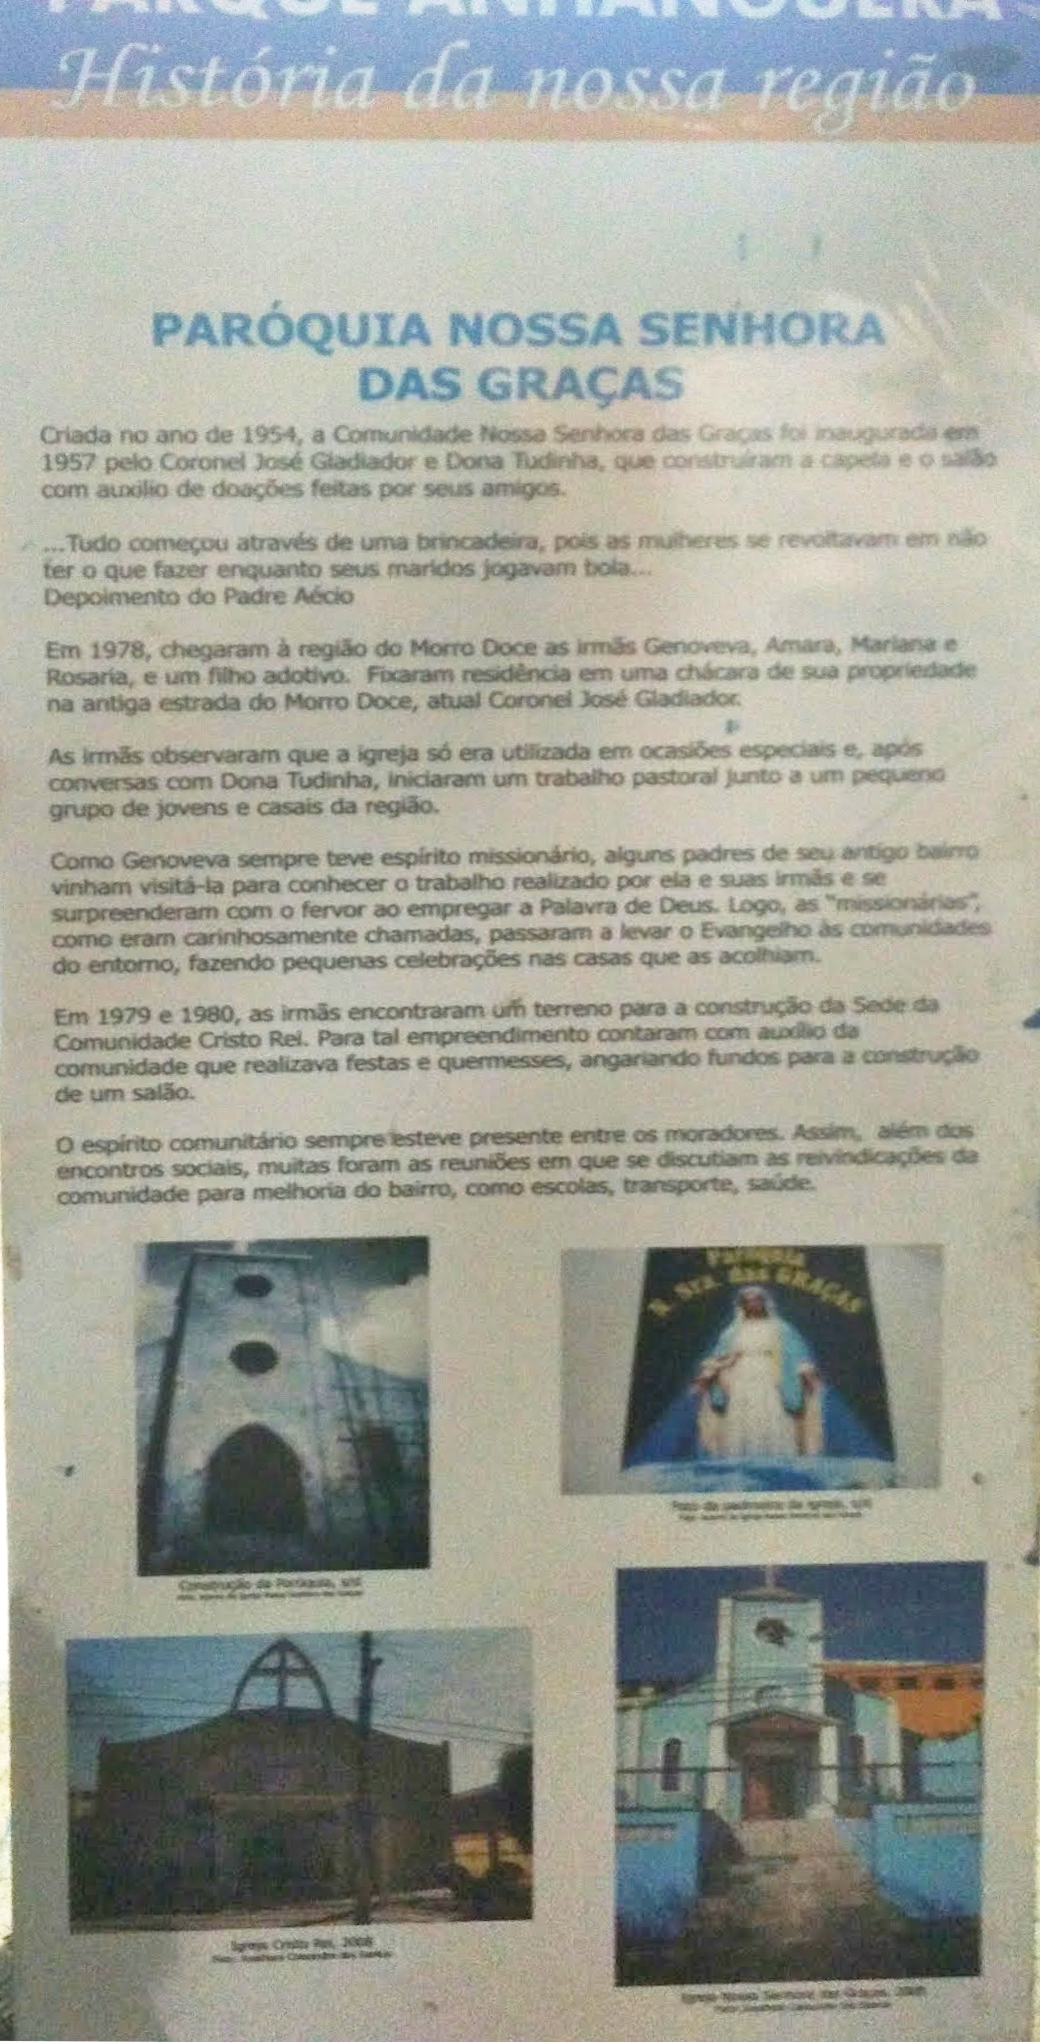 PARQUE ANHANGUERA
História da nossa região
PARÓQUIA NOSSA SENHORA
DAS GRAÇAS
Criada no ano de 1954, a Comunidade Nossa Senhora das Graças foi inaugurada em
1957 pelo Coronel José Gladiador e Dona Tudinha, que construíram a capela e o salão
com auxílio de doações feitas por seus amigos.
...Tudo começou através de uma brincadeira, pois as mulheres se revoltavam em não
ter o que fazer enquanto seus maridos jogavam bola...
Depoimento do Padre Aécio
Em 1978, chegaram à região do Morro Doce as irmãs Genoveva, Amara, Mariana e
Rosaria, e um filho adotivo. Fixaram residência em uma chácara de sua propriedade
na antiga estrada do Morro Doce, atual Coronel José Gladiador.
As irmãs observaram que a igreja só era utilizada em ocasiões especiais e, após
conversas com Dona Tudinha, iniciaram um trabalho pastoral junto a um pequeno
grupo de jovens e casais da região.
Como Genoveva sempre teve espírito missionário, alguns padres de seu antigo bairro
vinham visitá-la para conhecer o trabalho realizado por ela e suas irmãs e se
surpreenderam com o fervor ao empregar a Palavra de Deus. Logo, as "missionárias",
como eram carinhosamente chamadas, passaram a levar o Evangelho às comunidades
do entorno, fazendo pequenas celebrações nas casas que as acolhiam.
Em 1979 e 1980, as irmãs encontraram um terreno para a construção da Sede da
Comunidade Cristo Rei. Para tal empreendimento contaram com auxílio da
comunidade que realizava festas e quermesses, angariando fundos para a construção
de um salão.
O espírito comunitário sempre esteve presente entre os moradores. Assim, além dos
encontros sociais, muitas foram as reuniões em que se discutiam as reivindicações da
comunidade para melhoria do bairro, como escolas, transporte, saúde.
Paróquia
N. Sra. das GRAÇAS
Construção da Paróquia, s/d
Igreja Cristo Rei, 2008
Igreja Nossa Senhora das Graças, 2008